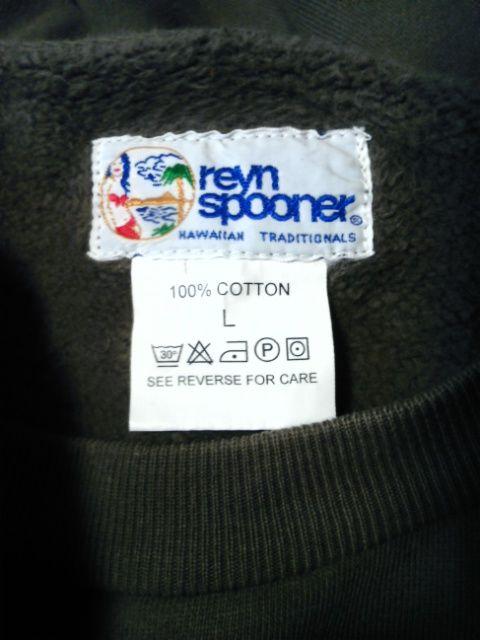 reyn
spooner®
HAWAIIAN TRADITIONALS
100% COTTON
L
30° P
SEE REVERSE FOR CARE